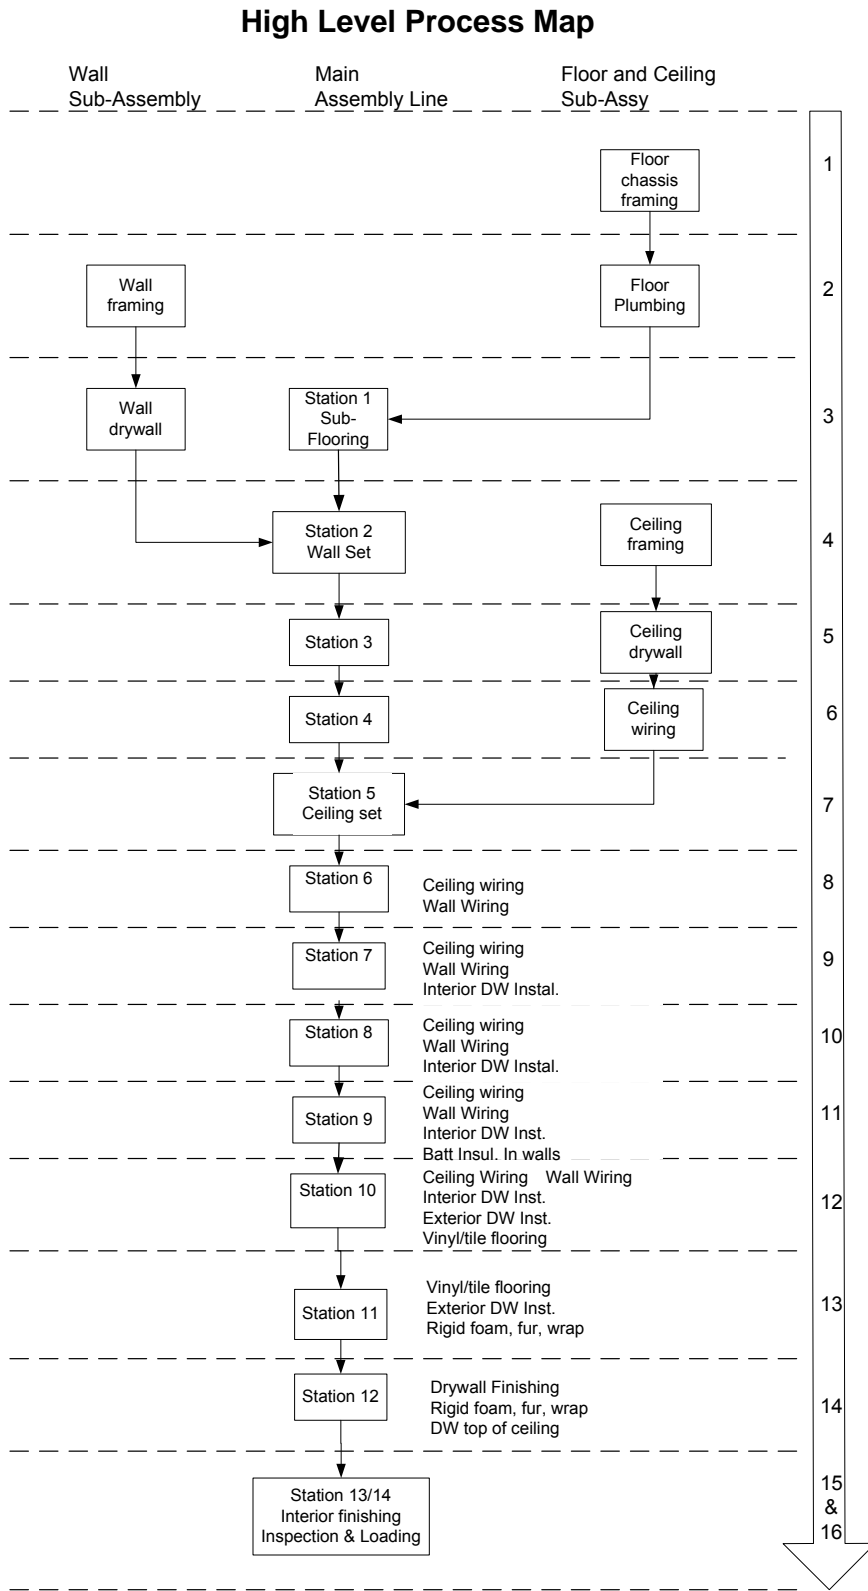 High Level Process Map
Wall
Sub-Assembly
Main
Assembly Line
Floor and Ceiling
Sub-Assy
Floor
chassis
framing
1
Wall
framing
Floor
Plumbing
2
Wall
drywall
Station 1
Sub-
Flooring
3
Station 2
Wall Set
Ceiling
framing
4
Station 3
Ceiling
drywall
5
Station 4
Ceiling
wiring
6
Station 5
Ceiling set
7
Station 6
Ceiling wiring
Wall Wiring
8
Station 7
Ceiling wiring
Wall Wiring
Interior DW Instal.
9
Station 8
Ceiling wiring
Wall Wiring
Interior DW Instal.
10
Station 9
Ceiling wiring
Wall Wiring
Interior DW Inst.
Batt Insul. In walls
11
Station 10
Ceiling Wiring Wall Wiring
Interior DW Inst.
Exterior DW Inst.
Vinyl/tile flooring
12
Station 11
Vinyl/tile flooring
Exterior DW Inst.
Rigid foam, fur, wrap
13
Station 12
Drywall Finishing
Rigid foam, fur, wrap
DW top of ceiling
14
Station 13/14
Interior finishing
Inspection & Loading
15
&
16